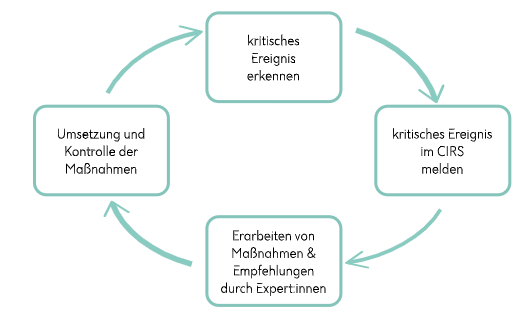 kritisches
Ereignis
erkennen
kritisches Ereignis
im CIRS
melden
Erarbeiten von
Maßnahmen &
Empfehlungen
durch Expert:innen
Umsetzung und
Kontrolle der
Maßnahmen